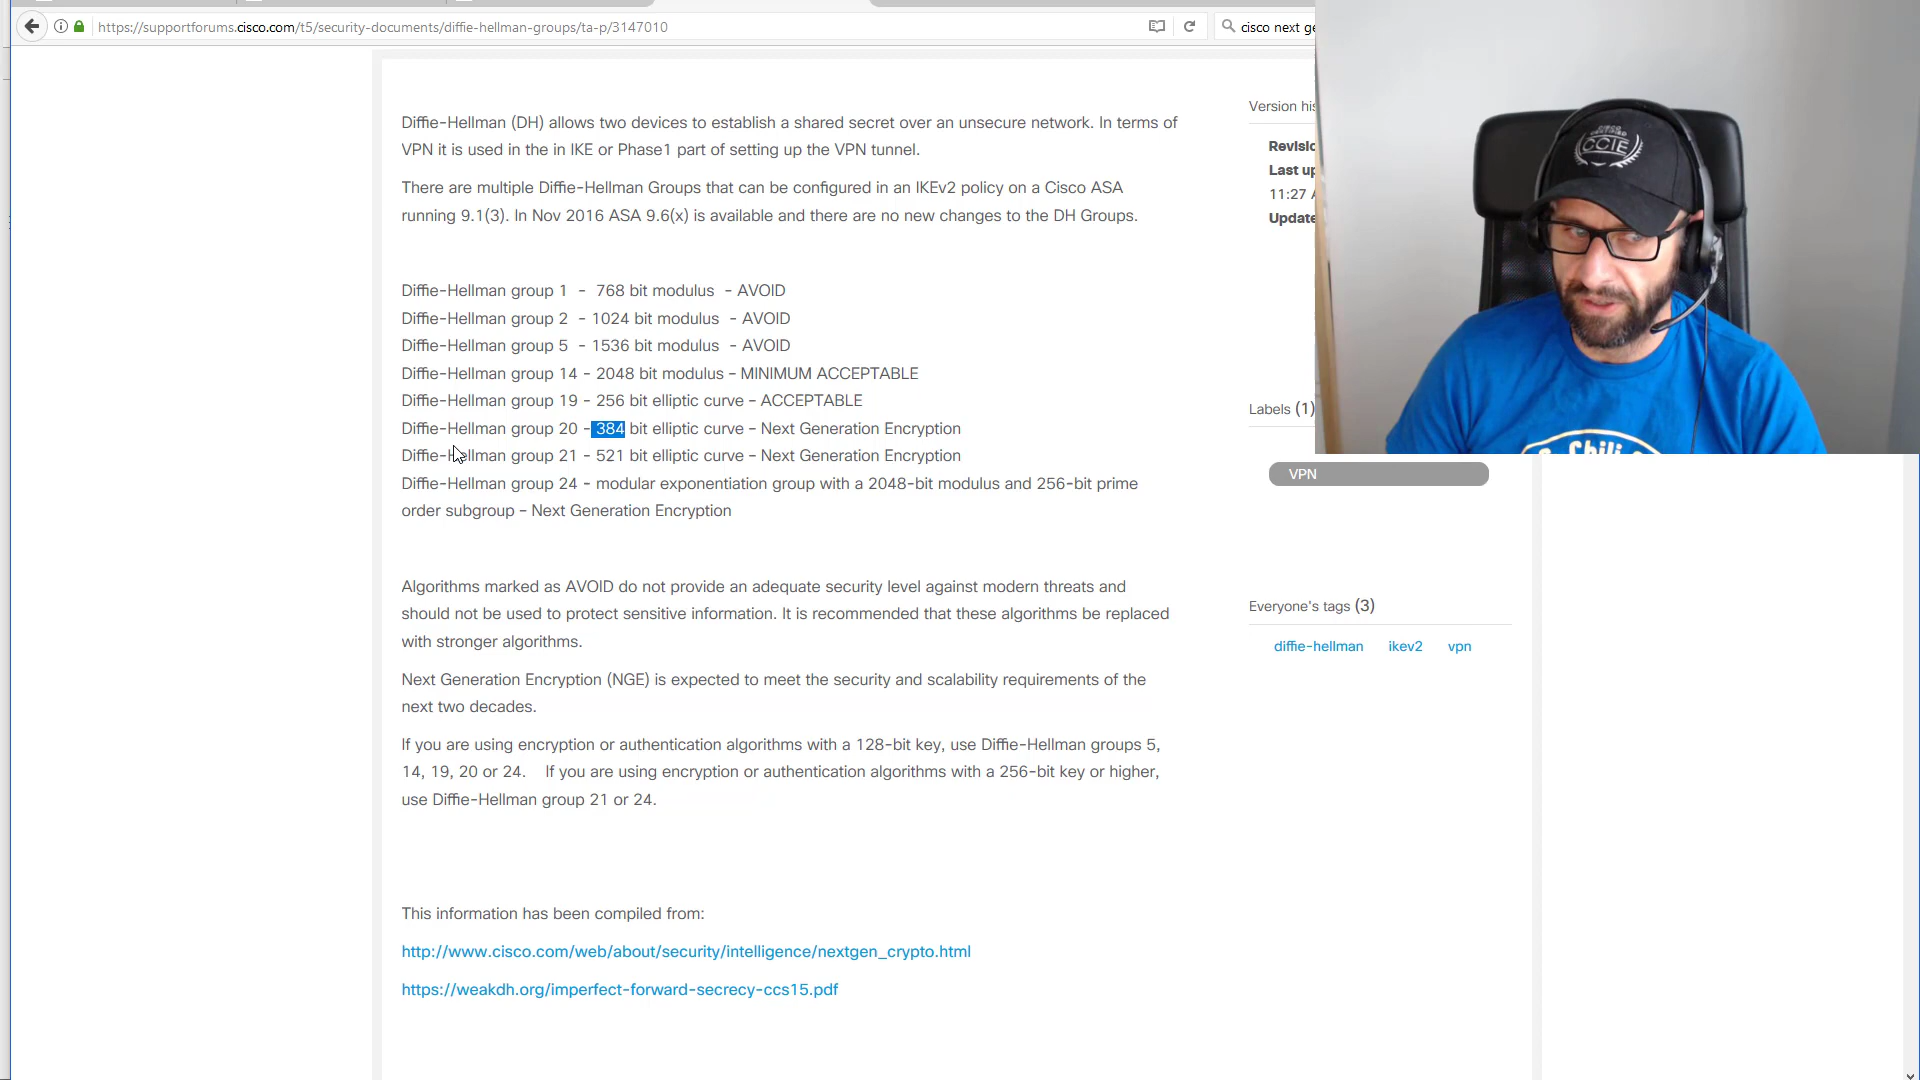 https://supportforums.cisco.com/t5/security-documents/diffie-hellman-groups/ta-p/3147010
cisco next ge
Diffie-Hellman (DH) allows two devices to establish a shared secret over an unsecure network. In terms of
VPN it is used in the in IKE or Phase1 part of setting up the VPN tunnel.
There are multiple Diffie-Hellman Groups that can be configured in an IKEv2 policy on a Cisco ASA
running 9.1(3). In Nov 2016 ASA 9.6(x) is available and there are no new changes to the DH Groups.
Diffie-Hellman group 1 - 768 bit modulus - AVOID
Diffie-Hellman group 2 - 1024 bit modulus - AVOID
Diffie-Hellman group 5 - 1536 bit modulus - AVOID
Diffie-Hellman group 14 - 2048 bit modulus - MINIMUM ACCEPTABLE
Diffie-Hellman group 19 - 256 bit elliptic curve - ACCEPTABLE
Diffie-Hellman group 20 - 384 bit elliptic curve - Next Generation Encryption
Diffie-Hellman group 21 - 521 bit elliptic curve - Next Generation Encryption
Diffie-Hellman group 24 - modular exponentiation group with a 2048-bit modulus and 256-bit prime
order subgroup - Next Generation Encryption
Algorithms marked as AVOID do not provide an adequate security level against modern threats and
should not be used to protect sensitive information. It is recommended that these algorithms be replaced
with stronger algorithms.
Next Generation Encryption (NGE) is expected to meet the security and scalability requirements of the
next two decades.
If you are using encryption or authentication algorithms with a 128-bit key, use Diffie-Hellman groups 5,
14, 19, 20 or 24. If you are using encryption or authentication algorithms with a 256-bit key or higher,
use Diffie-Hellman group 21 or 24.
This information has been compiled from:
http://www.cisco.com/web/about/security/intelligence/nextgen_crypto.html
https://weakdh.org/imperfect-forward-secrecy-ccs15.pdf
Version his
Revisio
Last up
11:27 A
Update
Labels (1)
VPN
Everyone's tags (3)
diffie-hellman ikev2 vpn
CCIE
Chili